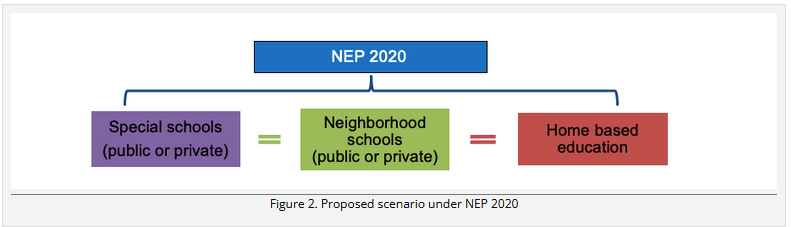 NEP 2020
Special schools
(public or private)
=
Neighborhood
schools
(public or private)
=
Home based
education
Figure 2. Proposed scenario under NEP 2020